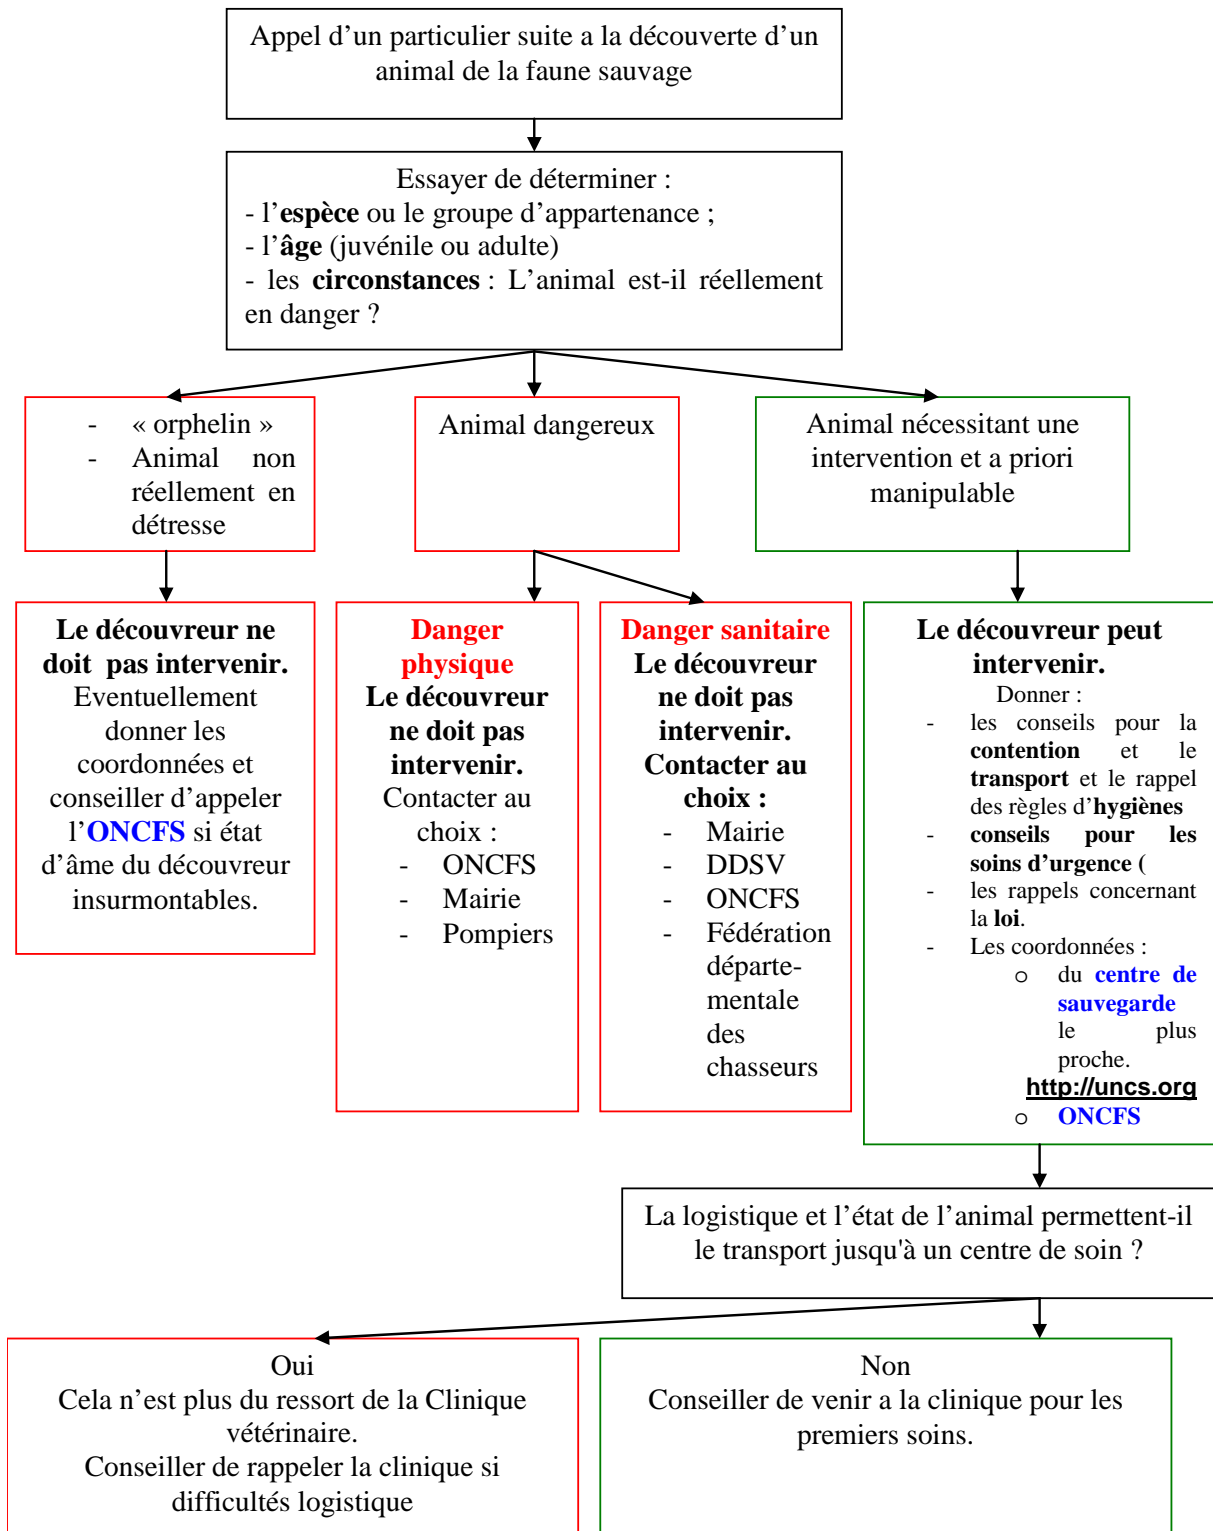 Appel d’un particulier suite a la découverte d’un
animal de la faune sauvage
Essayer de déterminer :
- l’espèce ou le groupe d’appartenance ;
- l’âge (juvénile ou adulte)
- les circonstances : L’animal est-il réellement
en danger ?
- « orphelin »
- Animal non
réellement en
détresse
Animal dangereux
Animal nécessitant une
intervention et a priori
manipulable
Le découvreur ne
doit pas intervenir.
Eventuellement
donner les
coordonnées et
conseiller d’appeler
l’ONCFS si état
d’âme du découvreur
insurmontables.
Danger
physique
Le découvreur
ne doit pas
intervenir.
Contacter au
choix :
- ONCFS
- Mairie
- Pompiers
Danger sanitaire
Le découvreur
ne doit pas
intervenir.
Contacter au
choix :
- Mairie
- DDSV
- ONCFS
- Fédération
départe-
mentale
des
chasseurs
Le découvreur peut
intervenir.
Donner :
- les conseils pour la
contention et le
transport et le rappel
des règles d’hygiènes
- conseils pour les
soins d’urgence (
- les rappels concernant
la loi.
- Les coordonnées :
o du centre de
sauvegarde
le plus
proche.
http://uncs.org
o ONCFS
La logistique et l’état de l’animal permettent-il
le transport jusqu'à un centre de soin ?
Oui
Cela n’est plus du ressort de la Clinique
vétérinaire.
Conseiller de rappeler la clinique si
difficultés logistique
Non
Conseiller de venir a la clinique pour les
premiers soins.